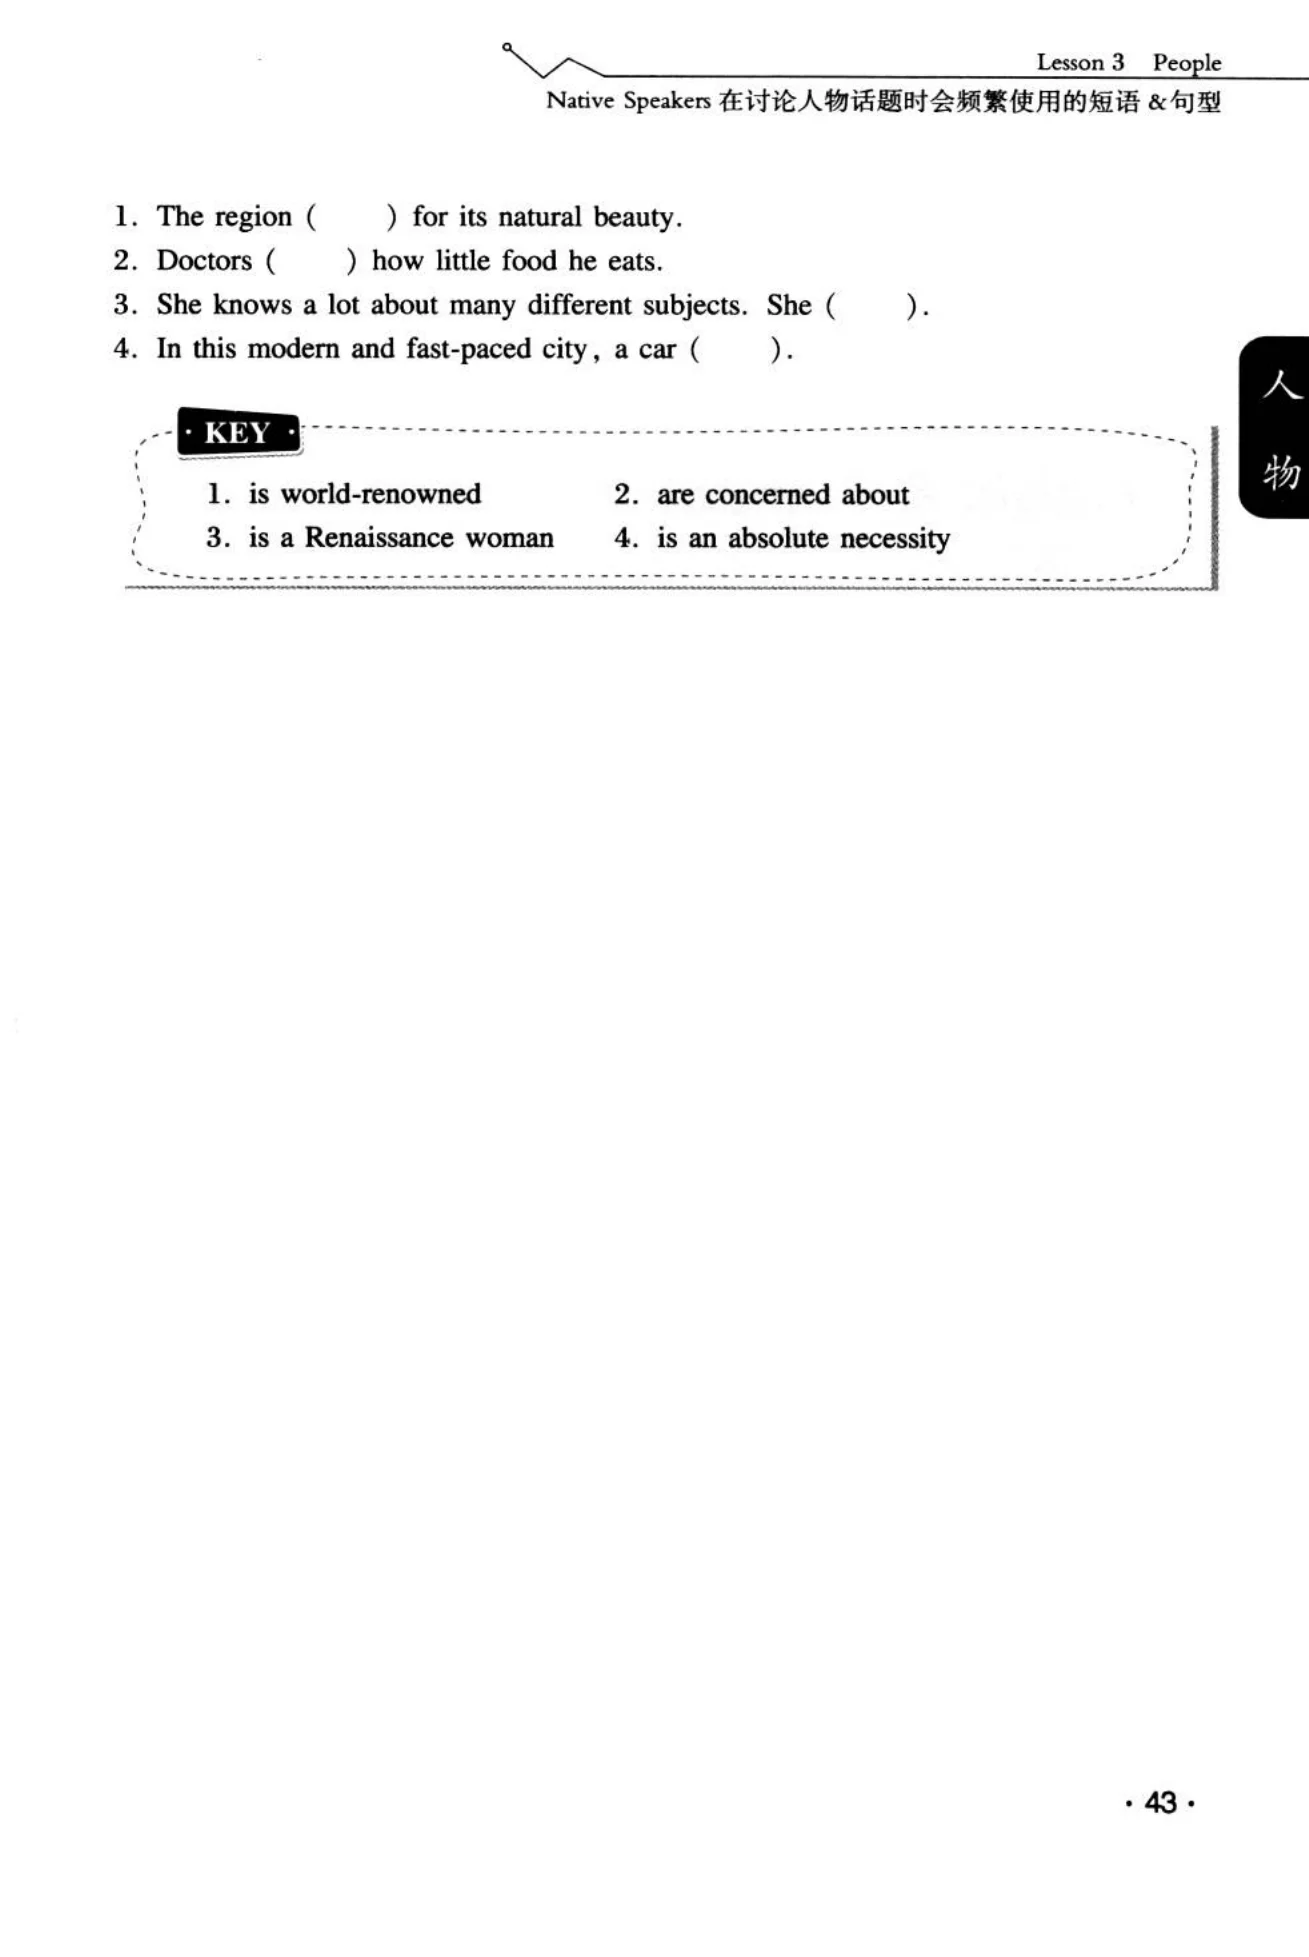 Lesson 3 People
Native Speakers 在讨论人物话题时会频繁使用的短语 &句型
1. The region (   ) for its natural beauty.
2. Doctors (   ) how little food he eats.
3. She knows a lot about many different subjects. She (   ).
4. In this modern and fast-paced city, a car (   ).
人
物
· KEY ·
1. is world-renowned 2. are concerned about
3. is a Renaissance woman 4. is an absolute necessity
· 43 ·